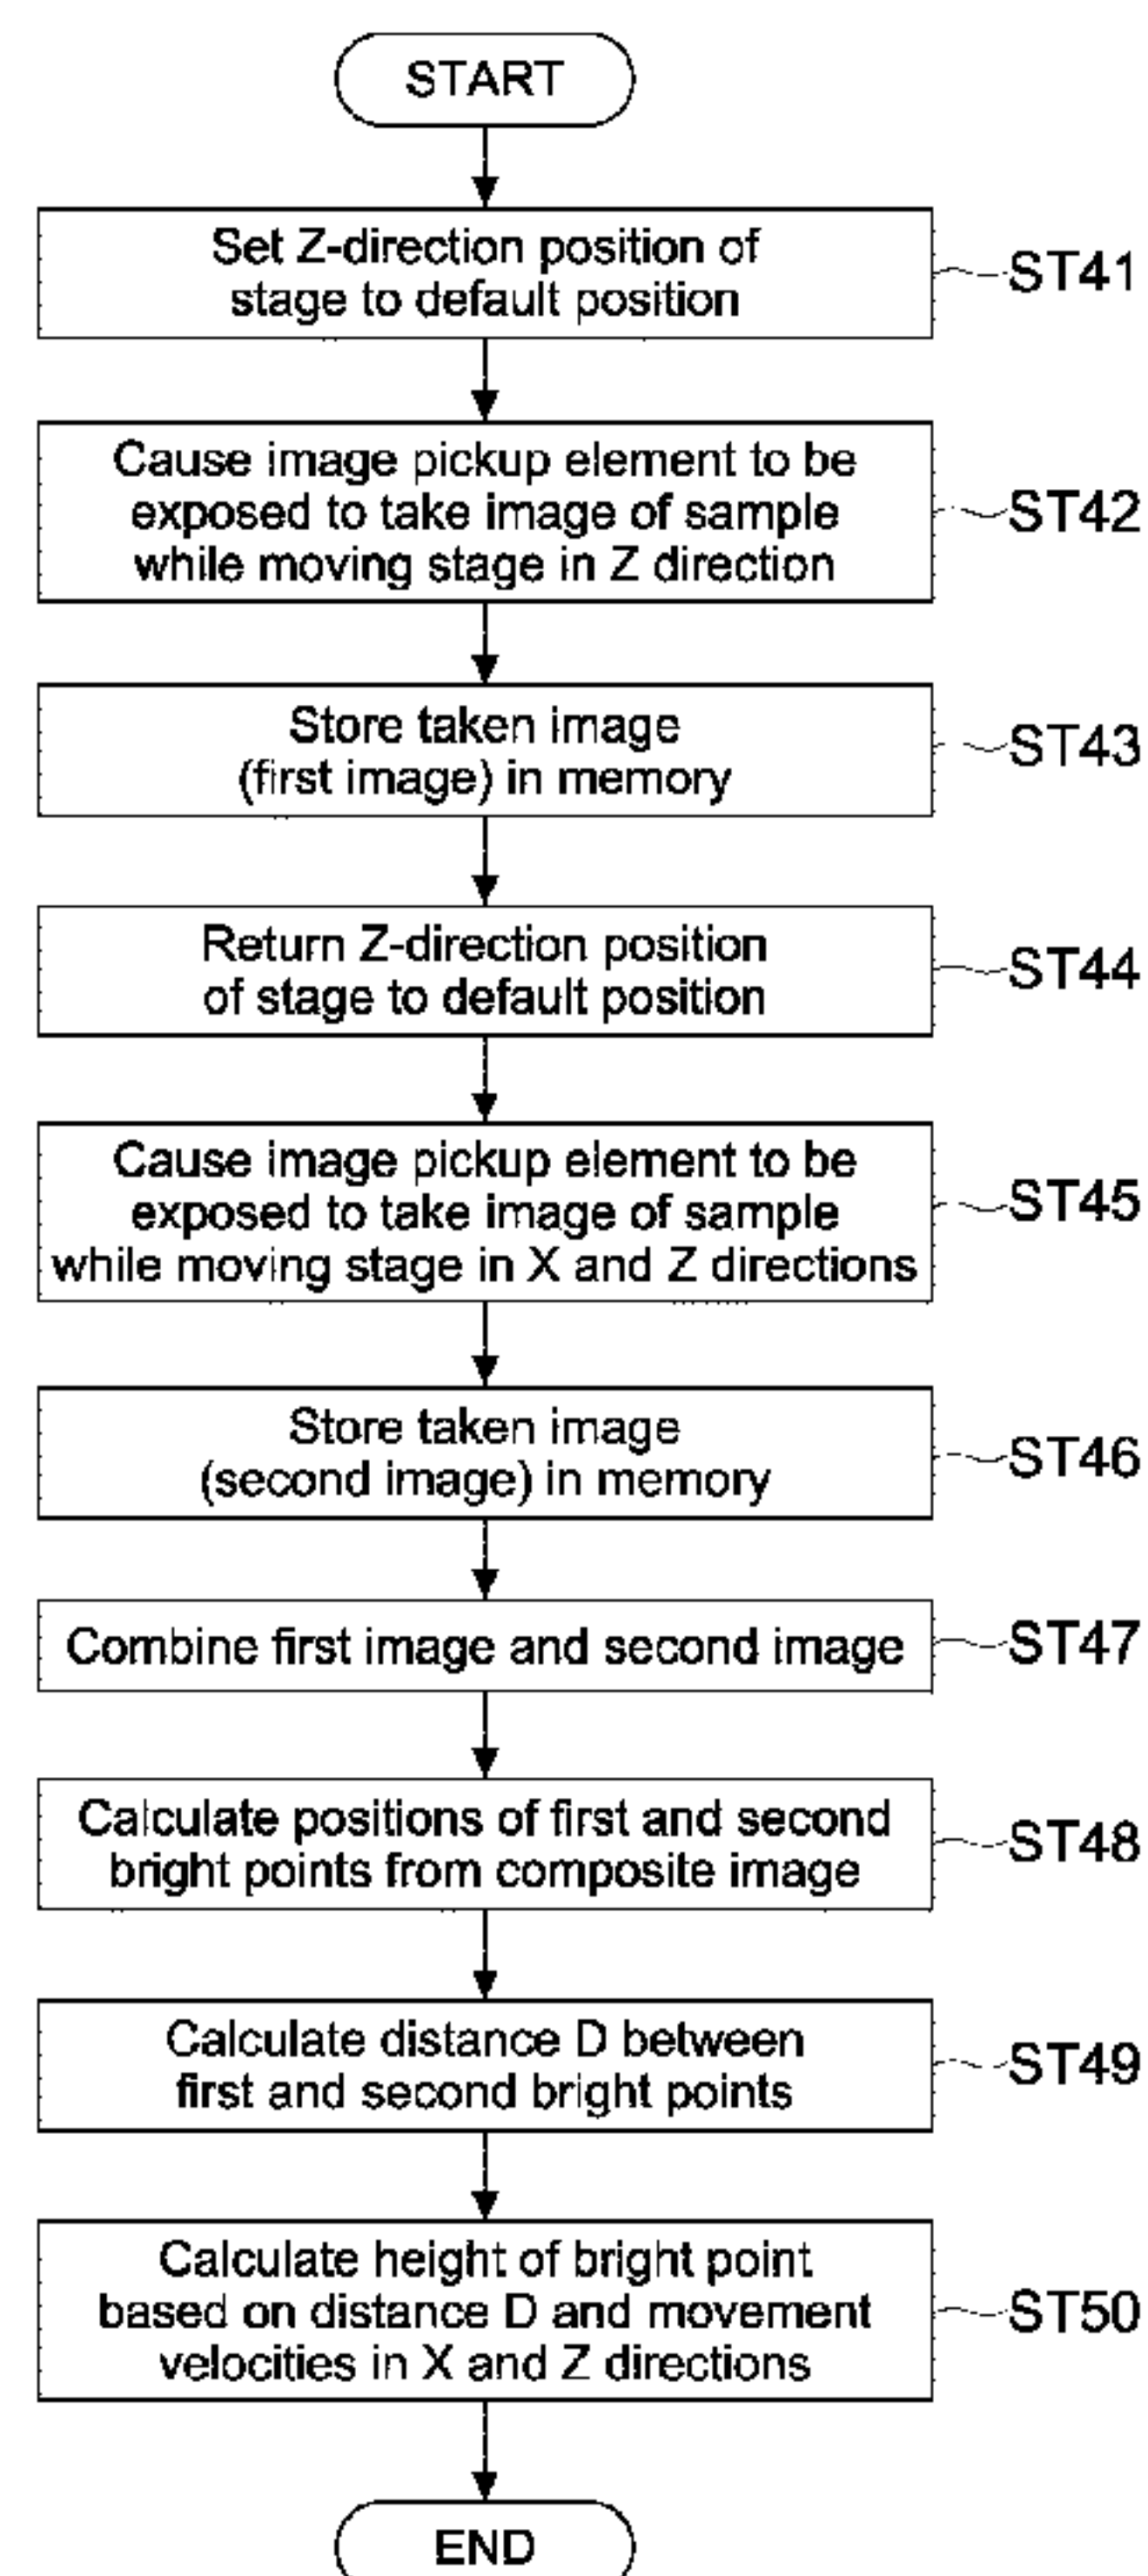 START
Set Z-direction position of
stage to default position
ST41
Cause image pickup element to be
exposed to take image of sample
while moving stage in Z direction
ST42
Store taken image
(first image) in memory
ST43
Return Z-direction position
of stage to default position
ST44
Cause image pickup element to be
exposed to take image of sample
while moving stage in X and Z directions
ST45
Store taken image
(second image) in memory
ST46
Combine first image and second image
ST47
Calculate positions of first and second
bright points from composite image
ST48
Calculate distance D between
first and second bright points
ST49
Calculate height of bright point
based on distance D and movement
velocities in X and Z directions
ST50
END